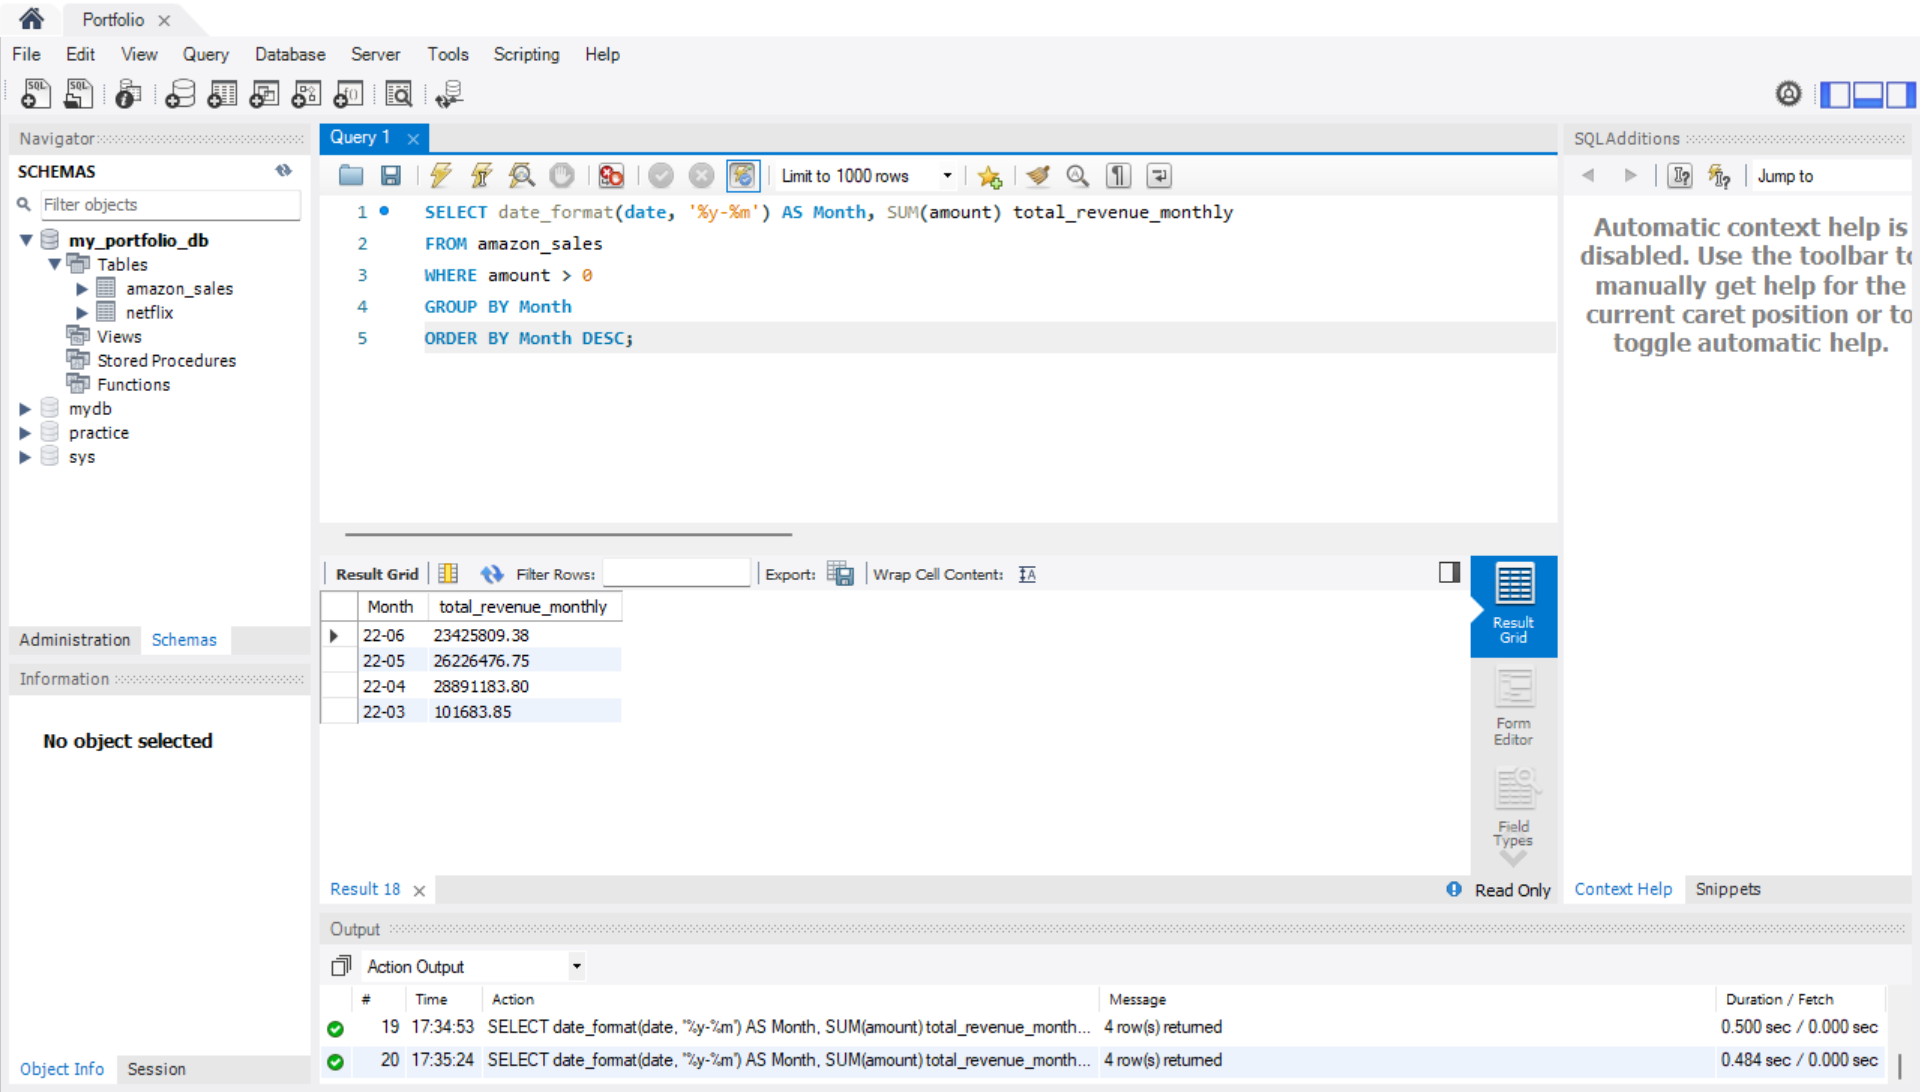 Portfolio
File Edit View Query Database Server Tools Scripting Help
Navigator
SCHEMAS
Filter objects
my_portfolio_db
Tables
amazon_sales
netflix
Views
Stored Procedures
Functions
mydb
practice
sys
Administration Schemas
Information
No object selected
Object Info Session
Query 1
Limit to 1000 rows
1 SELECT date_format(date, '%y-%m') AS Month, SUM(amount) total_revenue_monthly
2 FROM amazon_sales
3 WHERE amount > 0
4 GROUP BY Month
5 ORDER BY Month DESC;
Result Grid Filter Rows: Export: Wrap Cell Content:
Month total_revenue_monthly
22-06 23425809.38
22-05 26226476.75
22-04 28891183.80
22-03 101683.85
Result
Grid
Form
Editor
Field
Types
Result 18 Read Only
SQLAdditions
Jump to
Automatic context help is
disabled. Use the toolbar to
manually get help for the
current caret position or to
toggle automatic help.
Context Help Snippets
Output
Action Output
# Time Action Message Duration / Fetch
19 17:34:53 SELECT date_format(date, '%y-%m') AS Month, SUM(amount) total_revenue_month... 4 row(s) returned 0.500 sec / 0.000 sec
20 17:35:24 SELECT date_format(date, '%y-%m') AS Month, SUM(amount) total_revenue_month... 4 row(s) returned 0.484 sec / 0.000 sec